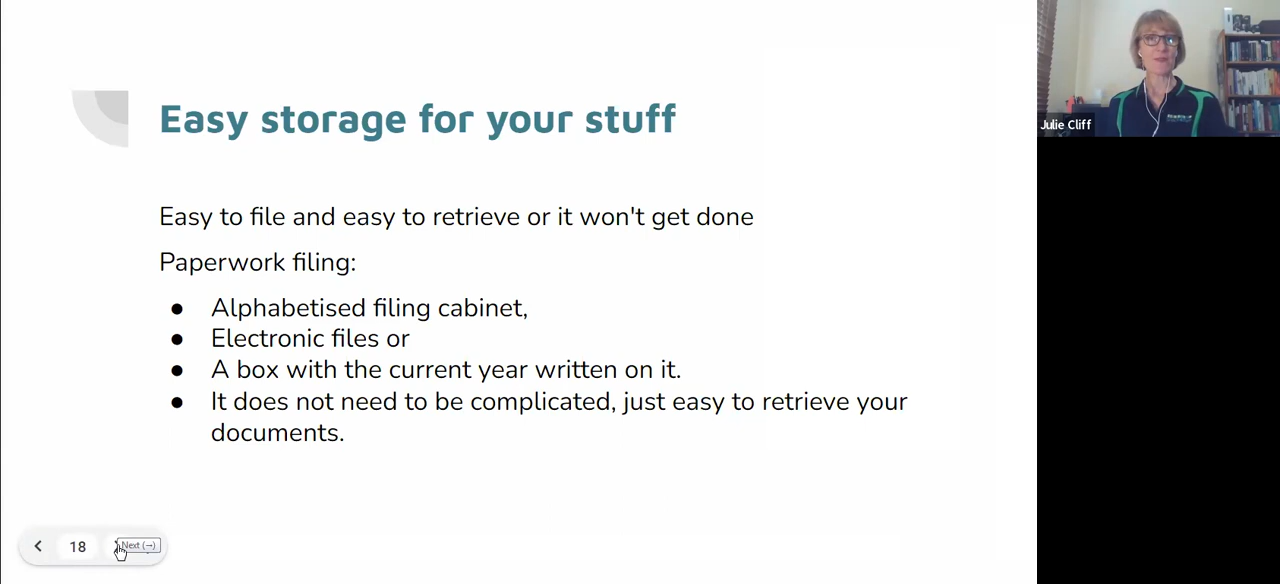 Easy storage for your stuff
Easy to file and easy to retrieve or it won't get done
Paperwork filing:
● Alphabetised filing cabinet,
● Electronic files or
● A box with the current year written on it.
● It does not need to be complicated, just easy to retrieve your
documents.
18
Next (→)
Julie Cliff